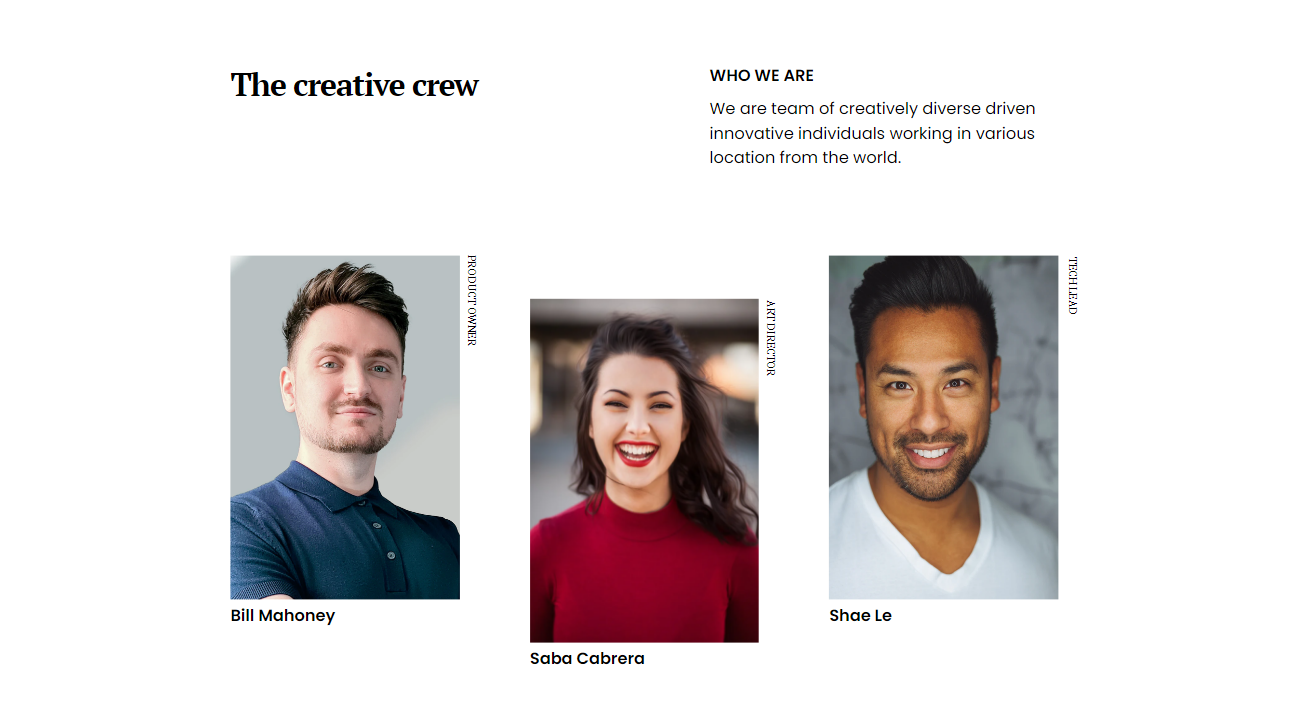 The creative crew
WHO WE ARE
We are team of creatively diverse driven
innovative individuals working in various
location from the world.
PRODUCT OWNER
Bill Mahoney
ART DIRECTOR
Saba Cabrera
TECH LEAD
Shae Le